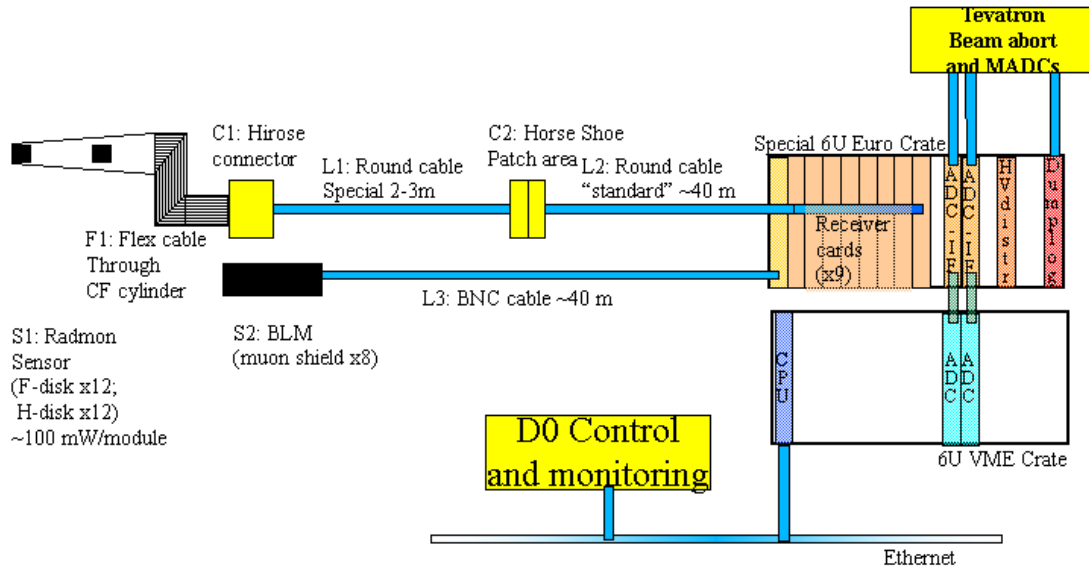 Tevatron
Beam abort
and MADCs
C1: Hirose
connector
C2: Horse Shoe
Patch area
Special 6U Euro Crate
L1: Round cable
Special 2-3m
L2: Round cable
“standard” ~40 m
ADC-IF
ADC-IF
HVdistr
Dumplog
Receiver
cards
(x9)
F1: Flex cable
Through
CF cylinder
L3: BNC cable ~40 m
S1: Radmon
Sensor
(F-disk x12;
H-disk x12)
~100 mW/module
S2: BLM
(muon shield x8)
CPU
ADC
ADC
D0 Control
and monitoring
6U VME Crate
Ethernet